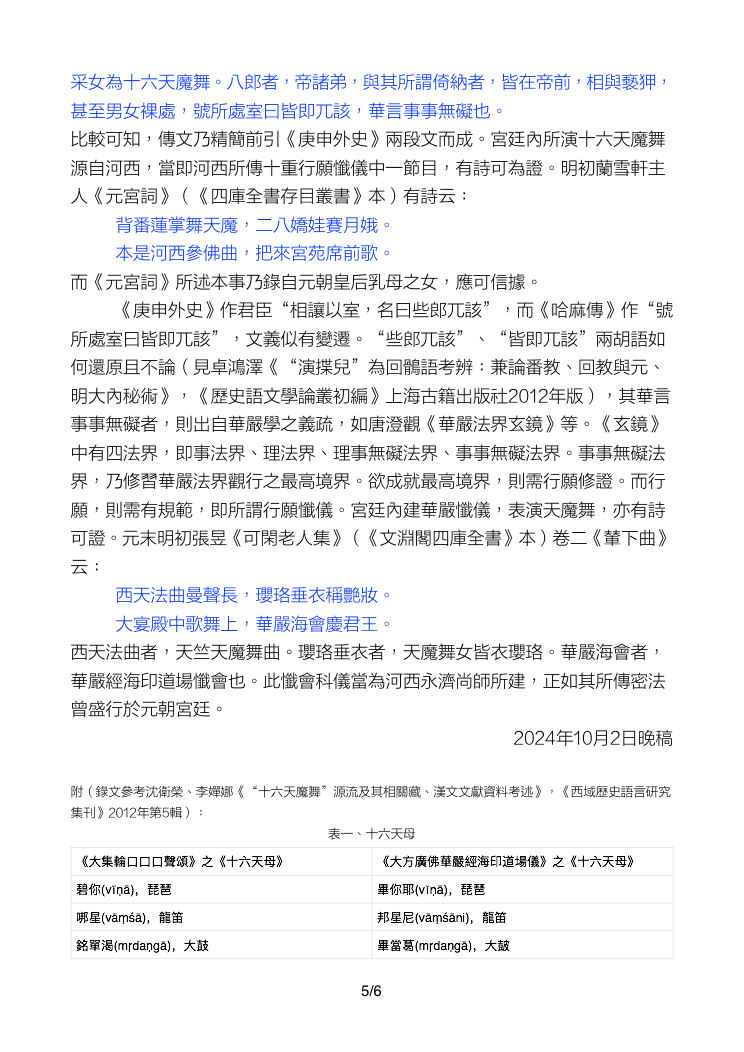 采女為十六天魔舞。八郎者，帝諸弟，與其所謂倚納者，皆在帝前，相與褻狎，
甚至男女裸處，號所處室曰皆即兀該，華言事事無礙也。
比較可知，傳文乃精簡前引《庚申外史》兩段文而成。宮廷內所演十六天魔舞
源自河西，當即河西所傳十重行願懺儀中一節目，有詩可為證。明初蘭雪軒主
人《元宮詞》（《四庫全書存目叢書》本）有詩云：
背番蓮掌舞天魔，二八嬌娃賽月娥。
本是河西參佛曲，把來宮苑席前歌。
而《元宮詞》所述本事乃錄自元朝皇后乳母之女，應可信據。
《庚申外史》作君臣“相讓以室，名曰些郎兀該”，而《哈麻傳》作“號
所處室曰皆即兀該”，文義似有變遷。“些郎兀該”、“皆即兀該”兩胡語如
何還原且不論（見卓鴻澤《“演揲兒”為回鶻語考辨：兼論番教、回教與元、
明大內秘術》，《歷史語文學論叢初編》上海古籍出版社2012年版），其華言
事事無礙者，則出自華嚴學之義疏，如唐澄觀《華嚴法界玄鏡》等。《玄鏡》
中有四法界，即事法界、理法界、理事無礙法界、事事無礙法界。事事無礙法
界，乃修習華嚴法界觀行之最高境界。欲成就最高境界，則需行願修證。而行
願，則需有規範，即所謂行願懺儀。宮廷內建華嚴懺儀，表演天魔舞，亦有詩
可證。元末明初張昱《可閑老人集》（《文淵閣四庫全書》本）卷二《輦下曲》
云：
西天法曲曼聲長，瓔珞垂衣稱艷妝。
大宴殿中歌舞上，華嚴海會慶君王。
西天法曲者，天竺天魔舞曲。瓔珞垂衣者，天魔舞女皆衣瓔珞。華嚴海會者，
華嚴經海印道場懺會也。此懺會科儀當為河西永濟尚師所建，正如其所傳密法
曾盛行於元朝宮廷。
2024年10月2日晚稿
附（錄文參考沈衛榮、李嬋娜《“十六天魔舞”源流及其相關藏、漢文文獻資料考述》，《西域歷史語言研究
集刊》2012年第5輯）：
表一、十六天母
《大集輪口口口聲頌》之《十六天母》 《大方廣佛華嚴經海印道場儀》之《十六天母》
碧你(vīṇā)，琵琶 畢你耶(vīṇā)，琵琶
哪星(vāṃśā)，龍笛 邦星尼(vāṃśāni)，龍笛
銘單渴(mṛdaṇgā)，大鼓 畢當葛(mṛdaṇgā)，大皷
5/6